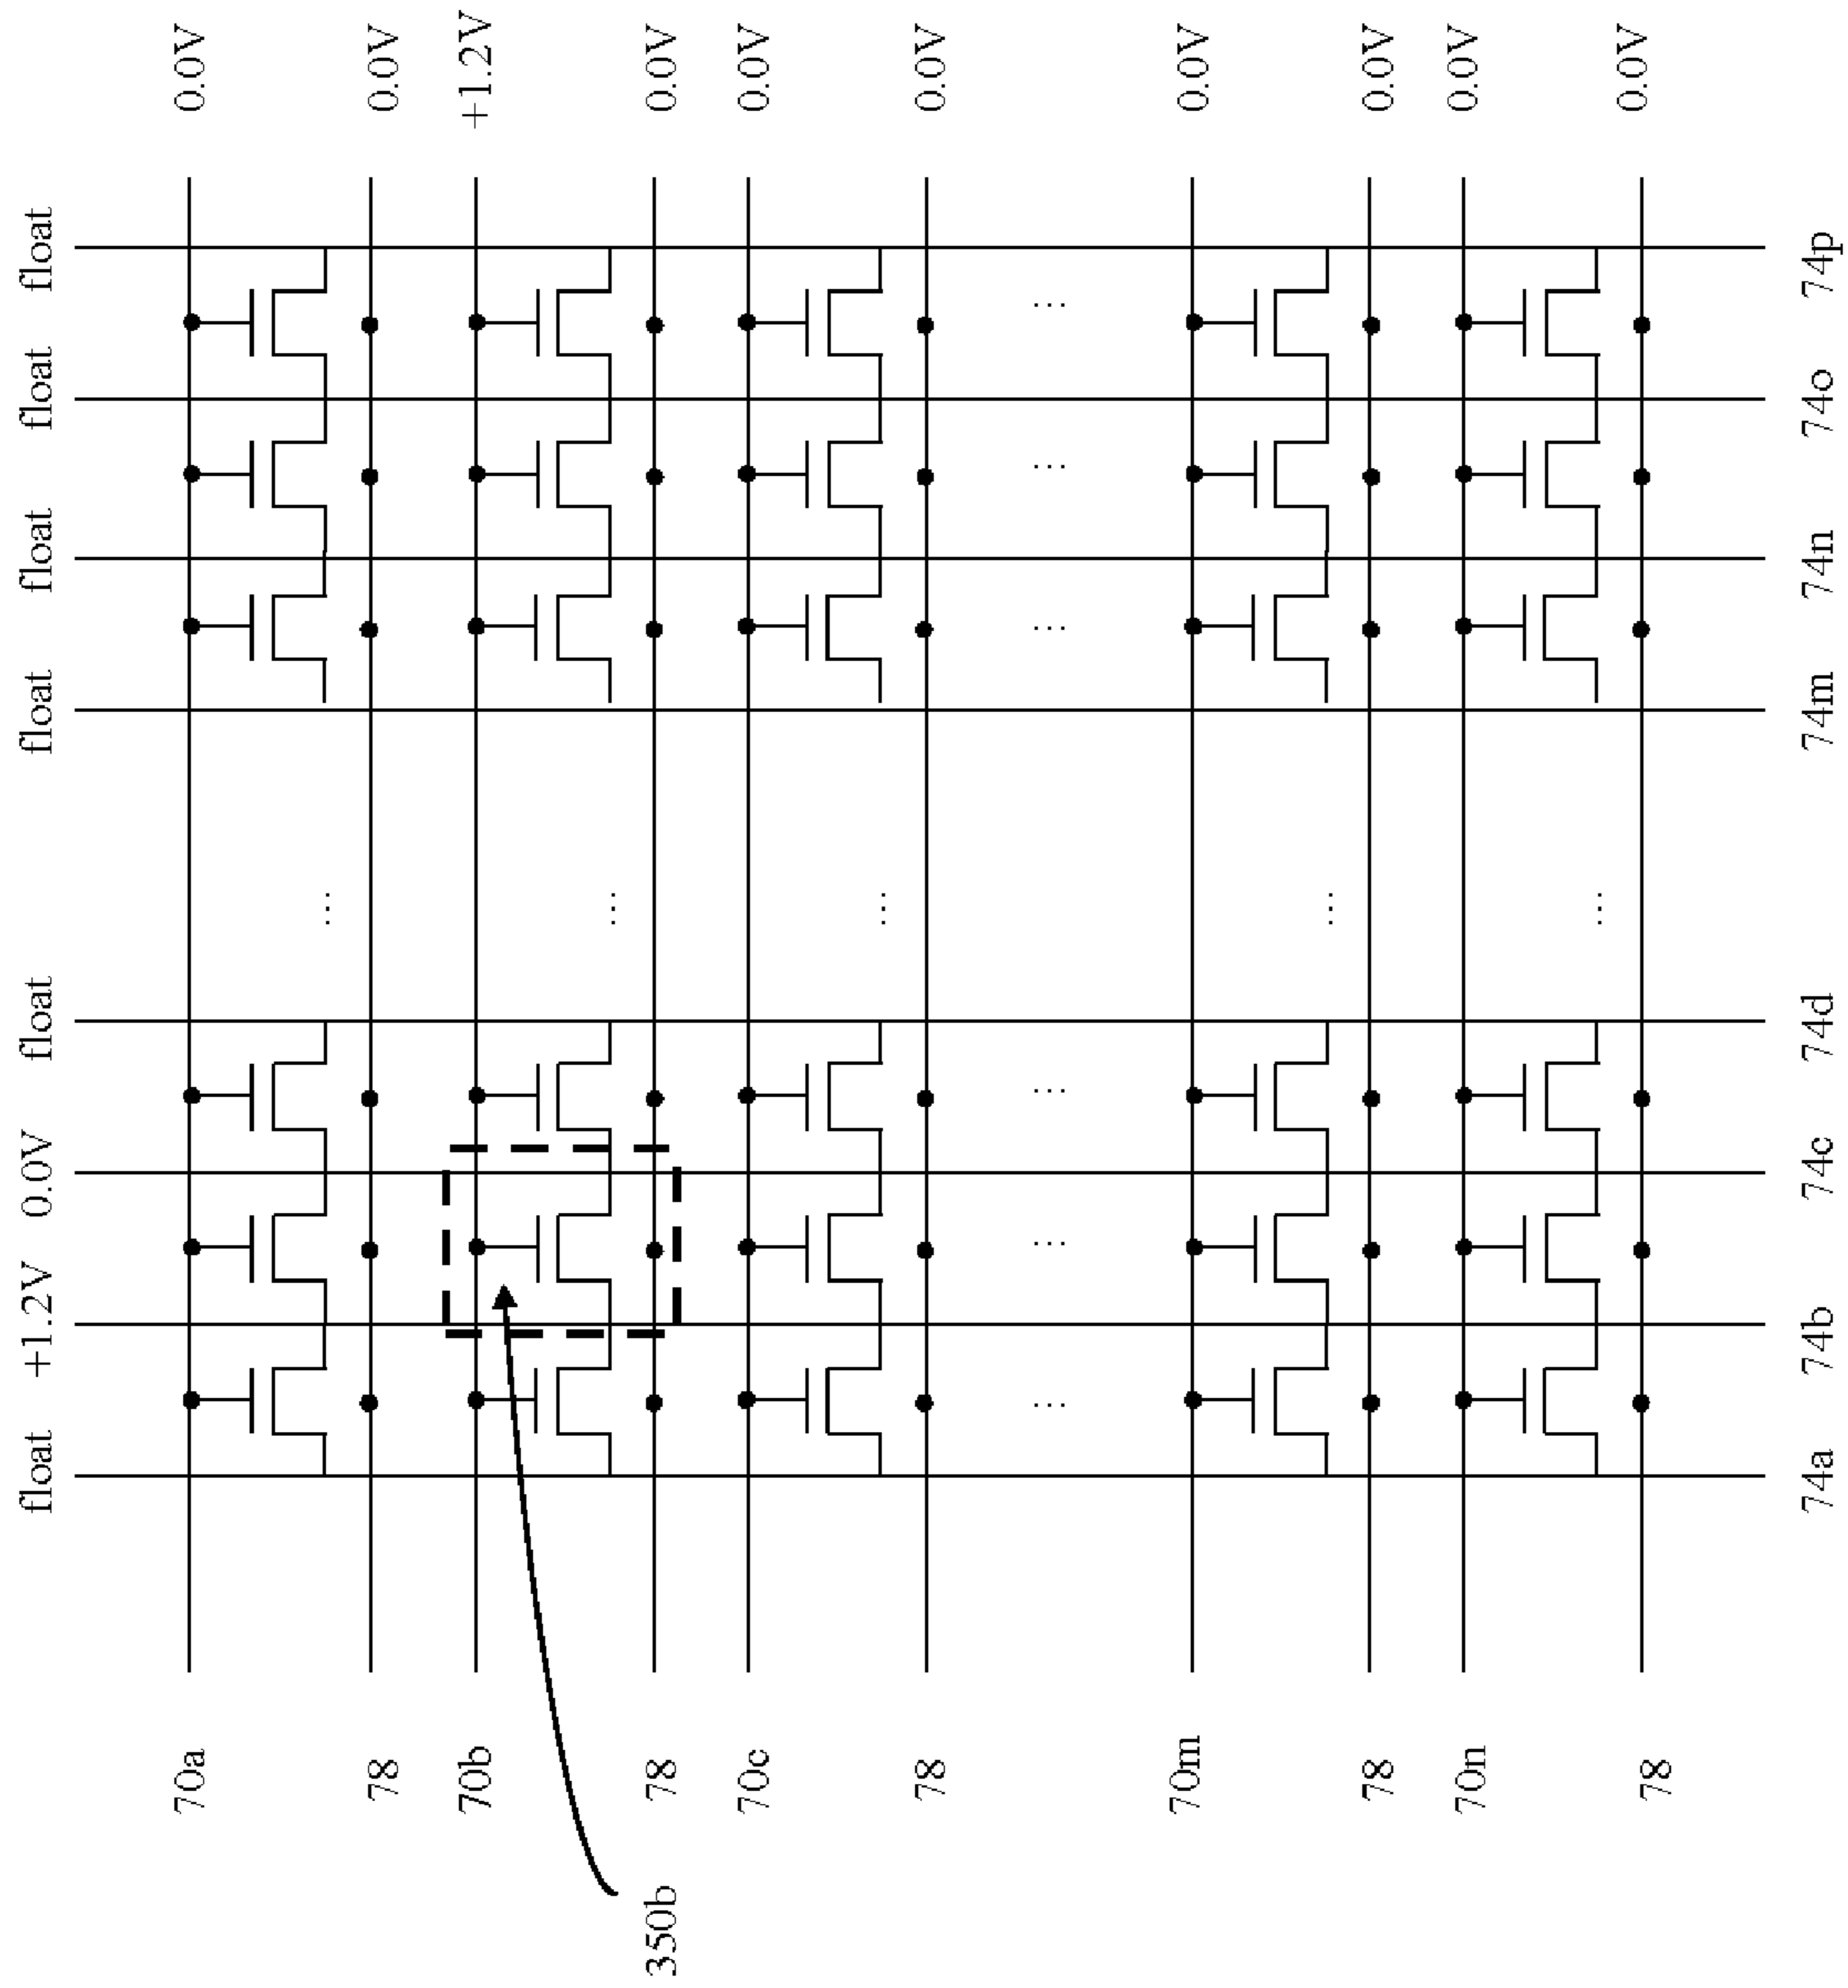 float +1.2V 0.0V float float float float float
70a 0.0V
78 0.0V
70b +1.2V
78 0.0V
70c 0.0V
78 0.0V
... ... ... ... ...
... ... ... ... ... ...
70m 0.0V
78 0.0V
70n 0.0V
78 0.0V
74a 74b 74c 74d 74m 74n 74o 74p
350b